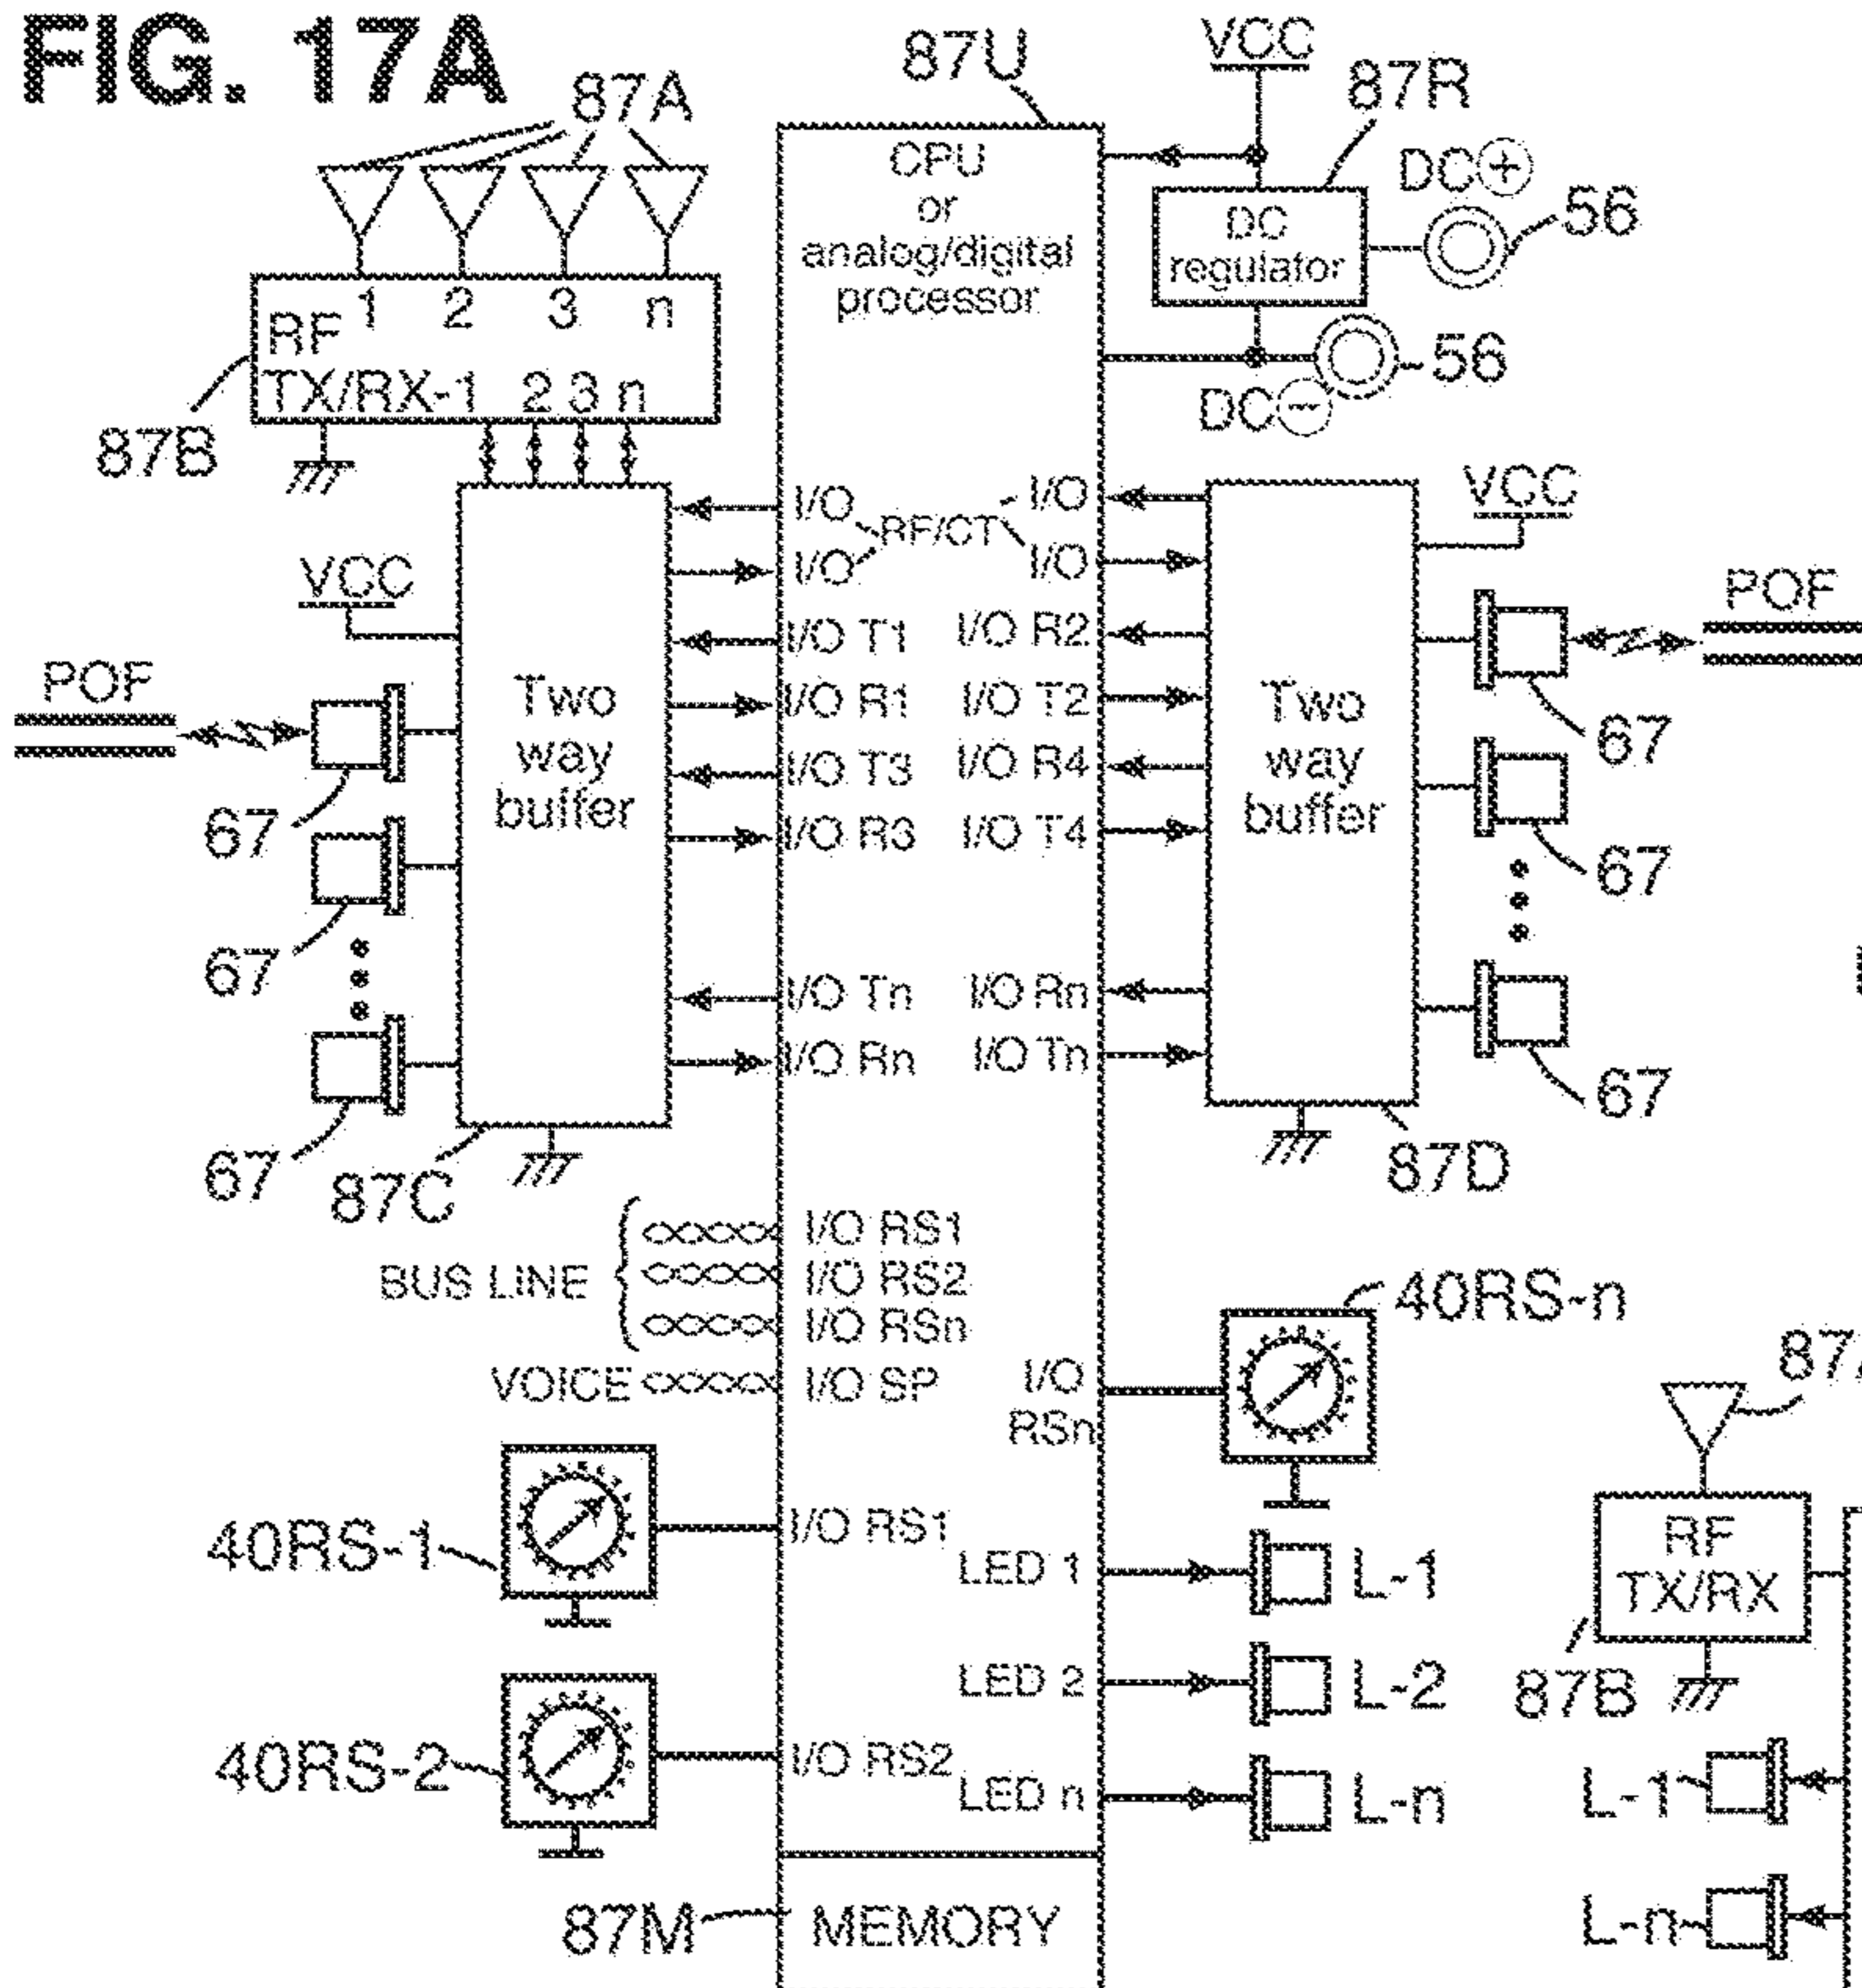 FIG. 17A
87A
87U
VCC
87R
DC +
56
CPU
or
analog/digital
processor
DC
regulator
1 2 3 n
RF
TX/RX-1 2 3 n
87B
56
DC −
I/O RF/CT I/O
I/O I/O
VCC
VCC
POF
POF
I/O T1 I/O R2
I/O R1 I/O T2
I/O T3 I/O R4
I/O R3 I/O T4
Two
way
buffer
Two
way
buffer
67
67
67
67
I/O Tn I/O Rn
I/O Rn I/O Tn
67
67
87C
87D
BUS LINE
I/O RS1
I/O RS2
I/O RSn
VOICE I/O SP
I/O
RSn
40RS-n
40RS-1
I/O RS1
LED 1 L-1
LED 2 L-2
40RS-2
I/O RS2
LED n L-n
87M
MEMORY
RF
TX/RX
87B
L-1
L-n